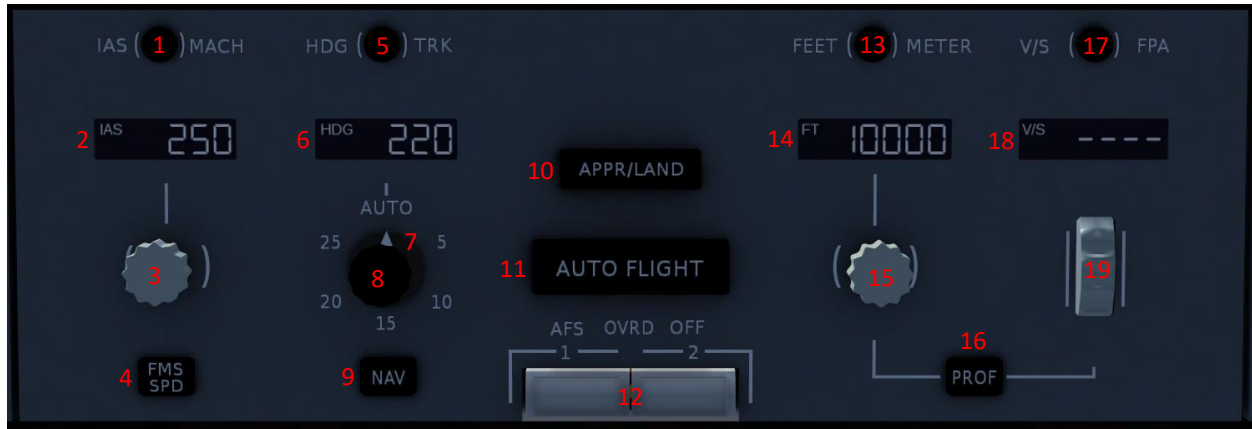 IAS ( 1 ) MACH HDG ( 5 ) TRK FEET ( 13 ) METER V/S ( 17 ) FPA
2 IAS 250 6 HDG 220 14 FT 10000 18 V/S ----
10 APPR/LAND
AUTO
25 7 5
3 8 11 AUTO FLIGHT 15 19
20 10
15
AFS OVRD OFF
1 2
4 FMS
SPD
9 NAV
12
16
PROF